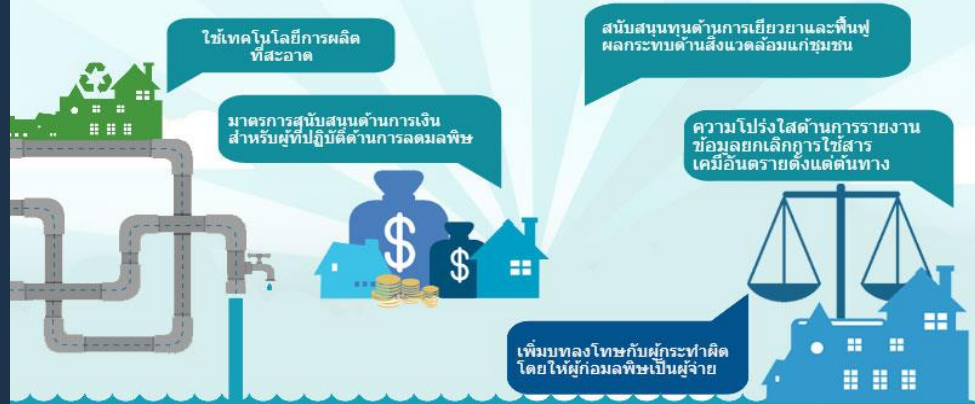 ใช้เทคโนโลยีการผลิต
ที่สะอาด
สนับสนุนทุนด้านการเยียวยาและฟื้นฟู
ผลกระทบด้านสิ่งแวดล้อมแก่ชุมชน
มาตรการสนับสนุนด้านการเงิน
สำหรับผู้ที่ปฏิบัติด้านการลดมลพิษ
ความโปร่งใสด้านการรายงาน
ข้อมูลยกเลิกการใช้สาร
เคมีอันตรายตั้งแต่ต้นทาง
$
$
เพิ่มบทลงโทษกับผู้กระทำผิด
โดยให้ผู้ก่อมลพิษเป็นผู้จ่าย